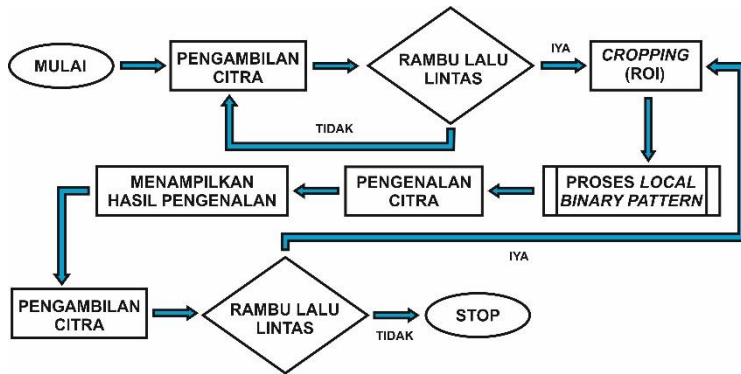 MULAI
PENGAMBILAN
CITRA
RAMBU LALU
LINTAS
IYA
CROPPING
(ROI)
TIDAK
MENAMPILKAN
HASIL PENGENALAN
PENGENALAN
CITRA
PROSES LOCAL
BINARY PATTERN
IYA
PENGAMBILAN
CITRA
RAMBU LALU
LINTAS
TIDAK
STOP